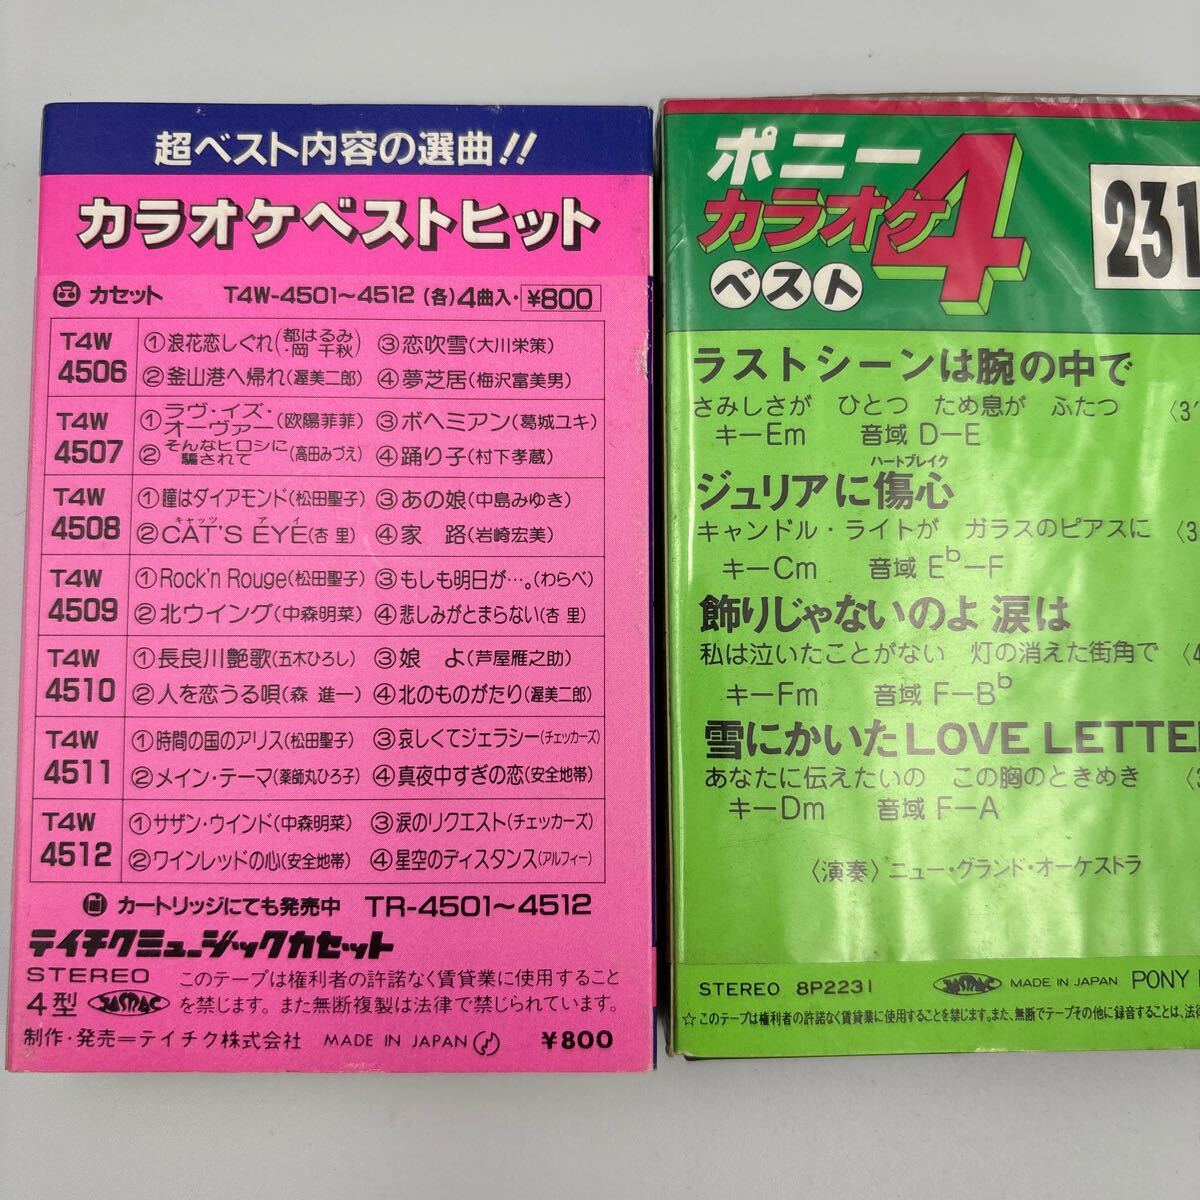 超ベスト内容の選曲!!
カラオケベストヒット
カセット T4W-4501～4512 (各)4曲入・¥800
T4W 4506
①浪花恋しぐれ(都はるみ・岡 千秋) ③恋吹雪(大川栄策)
②釜山港へ帰れ(渥美二郎) ④夢芝居(梅沢富美男)
T4W 4507
①ラヴ・イズ・オーヴァー(欧陽菲菲) ③ボヘミアン(葛城ユキ)
②そんなヒロシに騙されて(高田みづえ) ④踊り子(村下孝蔵)
T4W 4508
①瞳はダイアモンド(松田聖子) ③あの娘(中島みゆき)
キャッツ アイ
②CAT'S EYE(杏 里) ④家 路(岩崎宏美)
T4W 4509
①Rock'n Rouge(松田聖子) ③もしも明日が…。(わらべ)
②北ウイング(中森明菜) ④悲しみがとまらない(杏 里)
T4W 4510
①長良川艶歌(五木ひろし) ③娘 よ(芦屋雁之助)
②人を恋うる唄(森 進一) ④北のものがたり(渥美二郎)
T4W 4511
①時間の国のアリス(松田聖子) ③哀しくてジェラシー(チェッカーズ)
②メイン・テーマ(薬師丸ひろ子) ④真夜中すぎの恋(安全地帯)
T4W 4512
①サザン・ウインド(中森明菜) ③涙のリクエスト(チェッカーズ)
②ワインレッドの心(安全地帯) ④星空のディスタンス(アルフィー)
カートリッジにても発売中 TR-4501～4512
テイチクミュージックカセット
STEREO このテープは権利者の許諾なく賃貸業に使用すること
4型 JASRAC を禁じます。また無断複製は法律で禁じられています。
制作・発売＝テイチク株式会社 MADE IN JAPAN ¥800
ポニー
カラオケ4
ベスト
231
ラストシーンは腕の中で
さみしさが ひとつ ため息が ふたつ 〈3′
キーEm 音域 D－E
ハートブレイク
ジュリアに傷心
キャンドル・ライトが ガラスのピアスに 〈3
キーCm 音域 E♭－F
飾りじゃないのよ 涙は
私は泣いたことがない 灯の消えた街角で 〈4
キーFm 音域 F－B♭
雪にかいたLOVE LETTE
あなたに伝えたいの この胸のときめき 〈3
キーDm 音域 F－A
〈演奏〉ニュー・グランド・オーケストラ
STEREO 8P2231 JASRAC MADE IN JAPAN PONY
☆このテープは権利者の許諾なく賃貸業に使用することを禁じます。また、無断でテープその他に録音することは、法